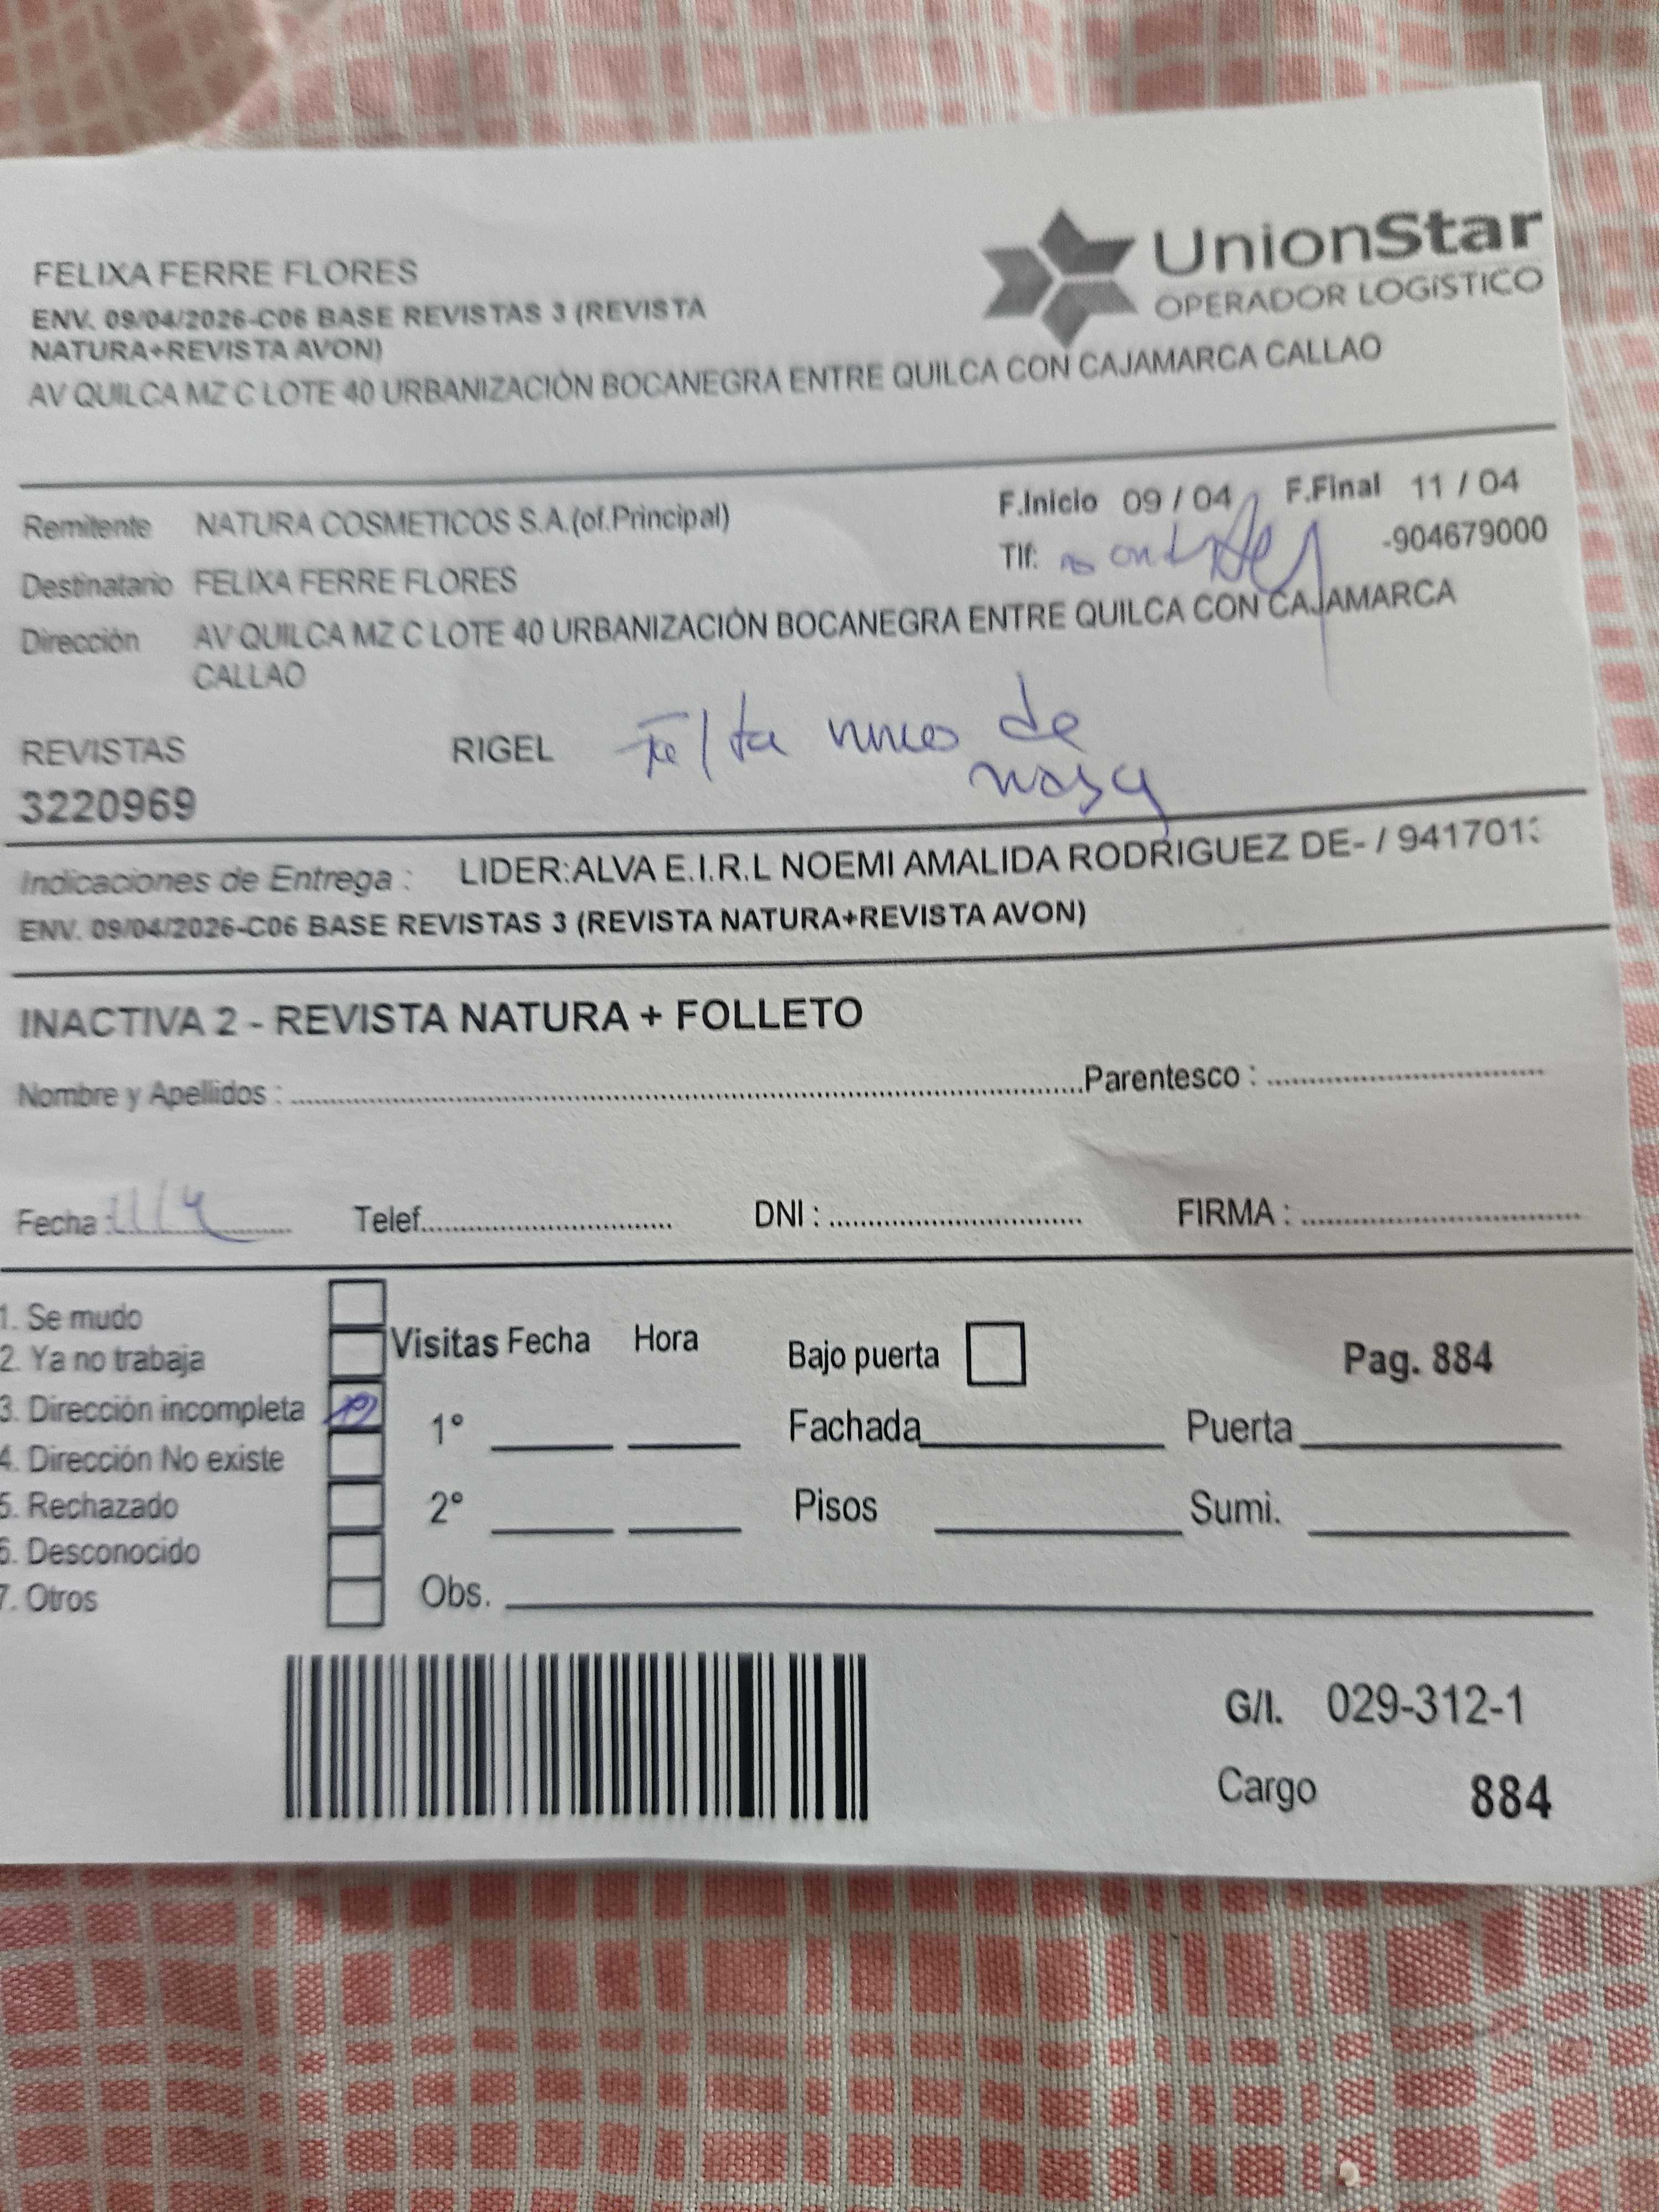 FELIXA FERRE FLORES
UnionStar
OPERADOR LOGÍSTICO
ENV. 09/04/2026-C06 BASE REVISTAS 3 (REVISTA
NATURA+REVISTA AVON)
AV QUILCA MZ C LOTE 40 URBANIZACIÓN BOCANEGRA ENTRE QUILCA CON CAJAMARCA CALLAO
Remitente NATURA COSMETICOS S.A.(of.Principal) F.Inicio 09 / 04 F.Final 11 / 04
Tlf: -904679000
Destinatario FELIXA FERRE FLORES
Dirección AV QUILCA MZ C LOTE 40 URBANIZACIÓN BOCANEGRA ENTRE QUILCA CON CAJAMARCA
CALLAO
REVISTAS RIGEL Falta de
3220969
Indicaciones de Entrega : LIDER:ALVA E.I.R.L NOEMI AMALIDA RODRIGUEZ DE- / 941701
ENV. 09/04/2026-C06 BASE REVISTAS 3 (REVISTA NATURA+REVISTA AVON)
INACTIVA 2 - REVISTA NATURA + FOLLETO
Nombre y Apellidos : Parentesco :
Fecha : 11/4 Telef. DNI : FIRMA :
1. Se mudo
2. Ya no trabaja
3. Dirección incompleta
4. Dirección No existe
5. Rechazado
6. Desconocido
7. Otros
Visitas Fecha Hora
1°
2°
Obs.
Bajo puerta Pag. 884
Fachada Puerta
Pisos Sumi.
G/I. 029-312-1
Cargo 884